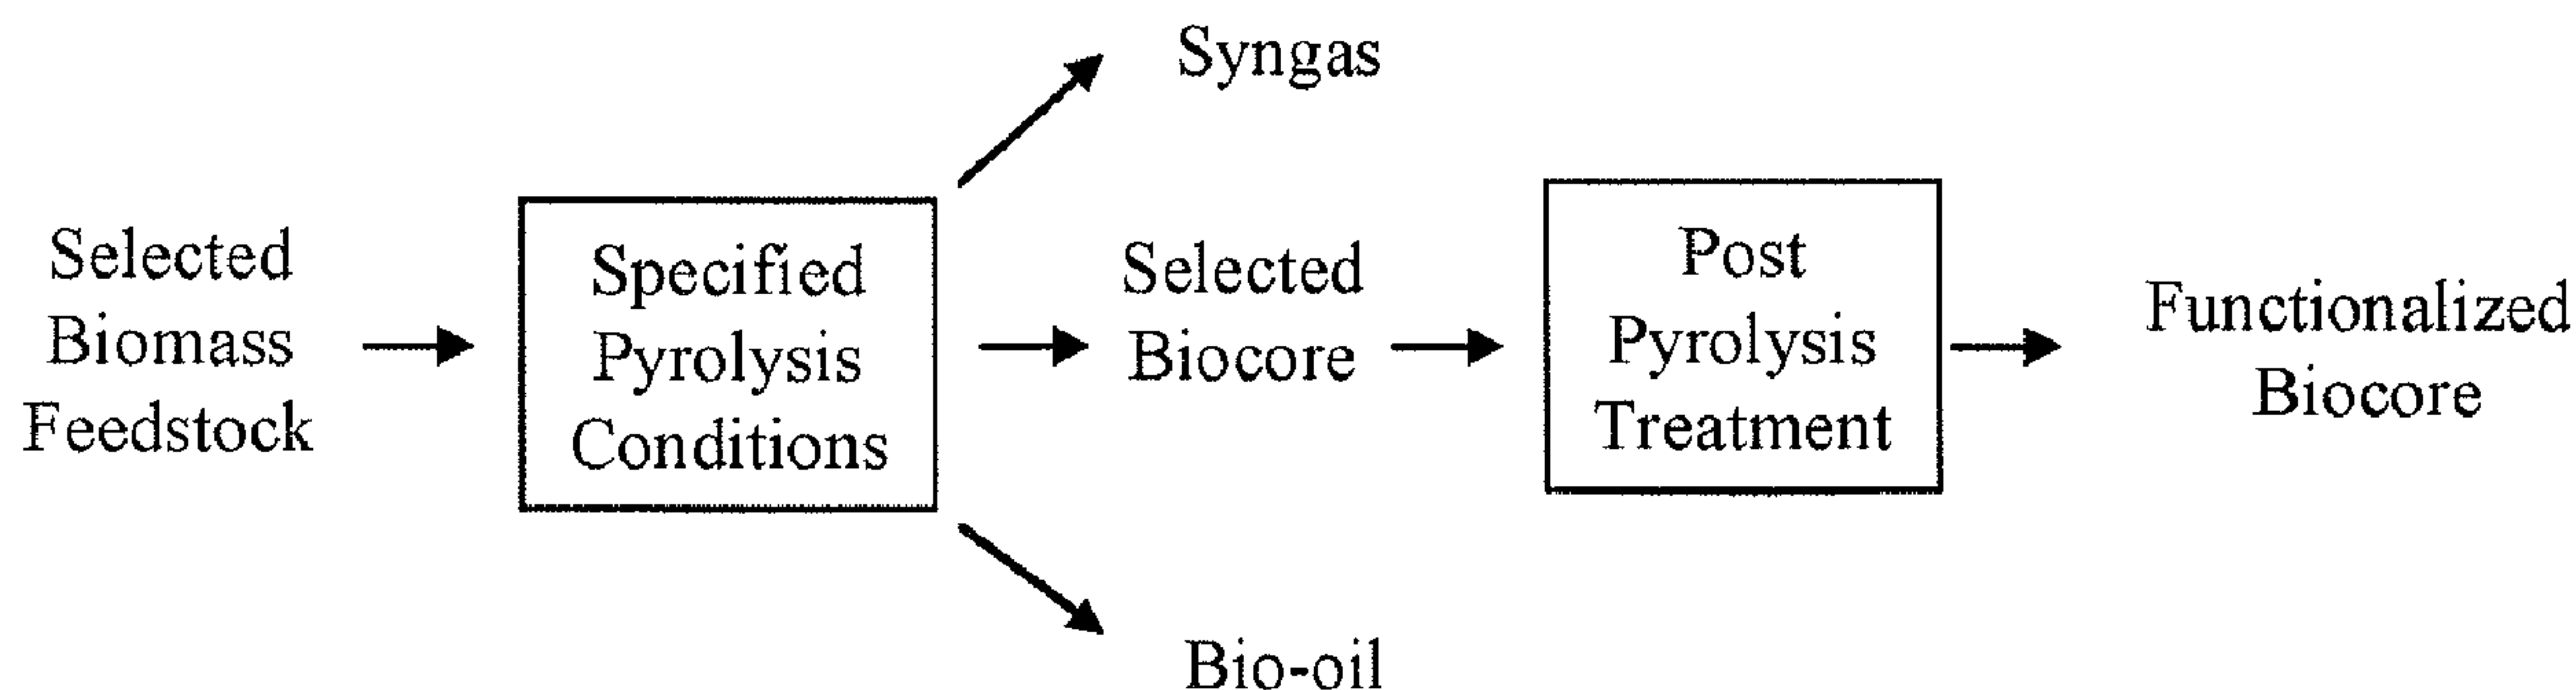 Syngas
Selected
Biomass
Feedstock
Specified
Pyrolysis
Conditions
Selected
Biocore
Post
Pyrolysis
Treatment
Functionalized
Biocore
Bio-oil